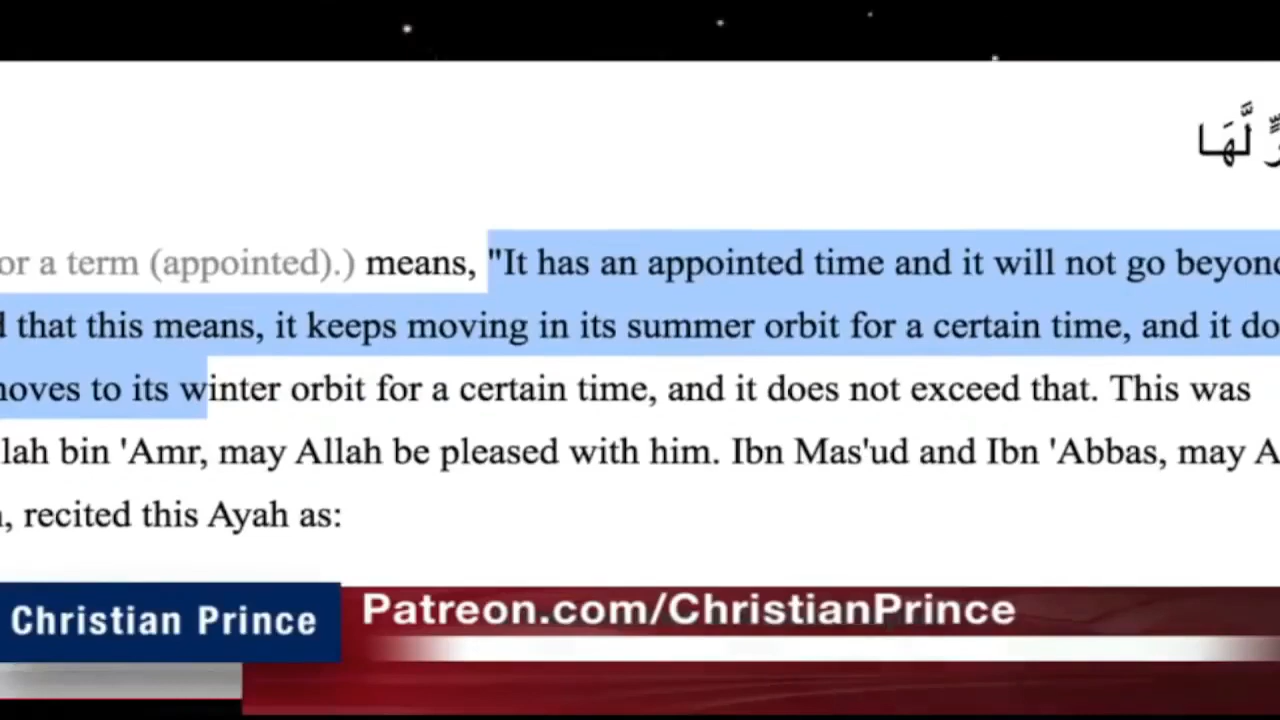 لَّهَا
or a term (appointed).) means, "It has an appointed time and it will not go beyond
that this means, it keeps moving in its summer orbit for a certain time, and it do
oves to its winter orbit for a certain time, and it does not exceed that. This was
lah bin 'Amr, may Allah be pleased with him. Ibn Mas'ud and Ibn 'Abbas, may A
, recited this Ayah as:
Christian Prince
Patreon.com/ChristianPrince